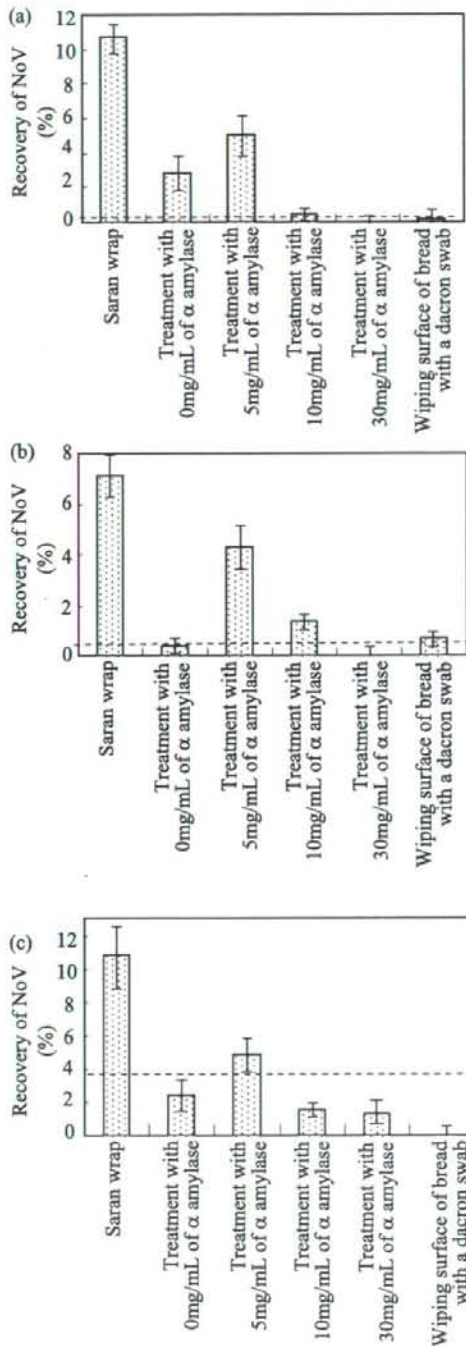 (a)
Recovery of NoV
(%)
12
10
8
6
4
2
0
Saran wrap
Treatment with
0mg/mL of α amylase
Treatment with
5mg/mL of α amylase
Treatment with
10mg/mL of α amylase
Treatment with
30mg/mL of α amylase
Wiping surface of bread
with a dacron swab
(b)
Recovery of NoV
(%)
8
6
4
2
0
Saran wrap
Treatment with
0mg/mL of α amylase
Treatment with
5mg/mL of α amylase
Treatment with
10mg/mL of α amylase
Treatment with
30mg/mL of α amylase
Wiping surface of bread
with a dacron swab
(c)
Recovery of NoV
(%)
12
10
8
6
4
2
0
Saran wrap
Treatment with
0mg/mL of α amylase
Treatment with
5mg/mL of α amylase
Treatment with
10mg/mL of α amylase
Treatment with
30mg/mL of α amylase
Wiping surface of bread
with a dacron swab